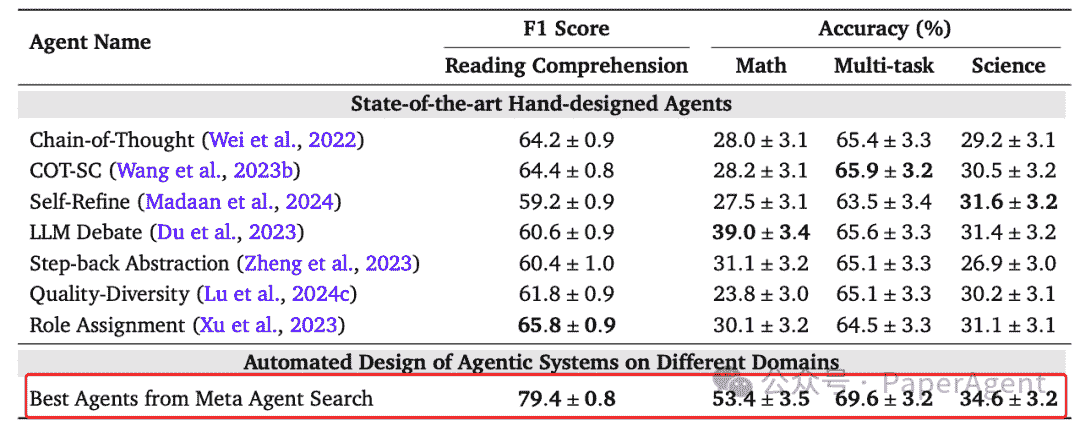 Agent Name F1 Score Accuracy (%)
Reading Comprehension Math Multi-task Science
State-of-the-art Hand-designed Agents
Chain-of-Thought (Wei et al., 2022) 64.2 ± 0.9 28.0 ± 3.1 65.4 ± 3.3 29.2 ± 3.1
COT-SC (Wang et al., 2023b) 64.4 ± 0.8 28.2 ± 3.1 65.9 ± 3.2 30.5 ± 3.2
Self-Refine (Madaan et al., 2024) 59.2 ± 0.9 27.5 ± 3.1 63.5 ± 3.4 31.6 ± 3.2
LLM Debate (Du et al., 2023) 60.6 ± 0.9 39.0 ± 3.4 65.6 ± 3.3 31.4 ± 3.2
Step-back Abstraction (Zheng et al., 2023) 60.4 ± 1.0 31.1 ± 3.2 65.1 ± 3.3 26.9 ± 3.0
Quality-Diversity (Lu et al., 2024c) 61.8 ± 0.9 23.8 ± 3.0 65.1 ± 3.3 30.2 ± 3.1
Role Assignment (Xu et al., 2023) 65.8 ± 0.9 30.1 ± 3.2 64.5 ± 3.3 31.1 ± 3.1
Automated Design of Agentic Systems on Different Domains
公众号 · PaperAgent
Best Agents from Meta Agent Search 79.4 ± 0.8 53.4 ± 3.5 69.6 ± 3.2 34.6 ± 3.2